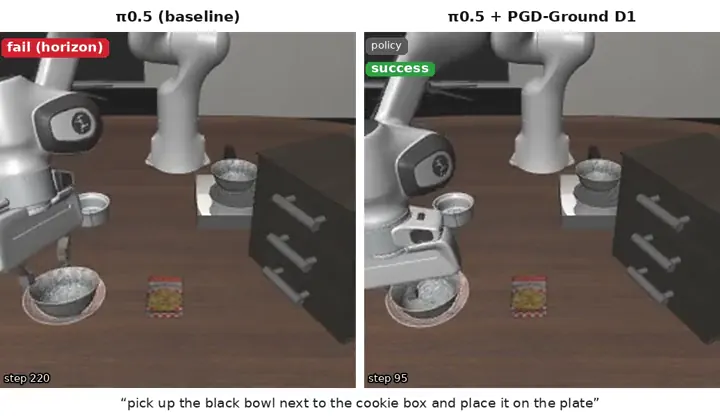 π0.5 (baseline)
π0.5 + PGD-Ground D1
fail (horizon)
policy
success
step 220
step 95
“pick up the black bowl next to the cookie box and place it on the plate”